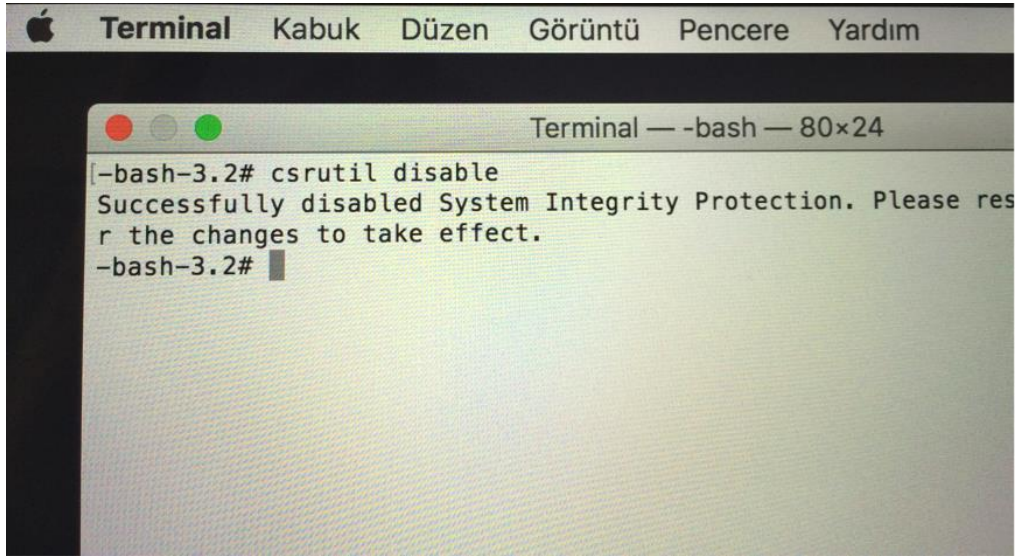 Terminal Kabuk Düzen Görüntü Pencere Yardım
Terminal — -bash — 80×24
[-bash-3.2# csrutil disable
Successfully disabled System Integrity Protection. Please res
r the changes to take effect.
-bash-3.2#